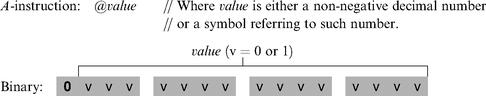 A-instruction: @value // Where value is either a non-negative decimal number
// or a symbol referring to such number.
value (v = 0 or 1)
Binary: 0 v v v v v v v v v v v v v v v